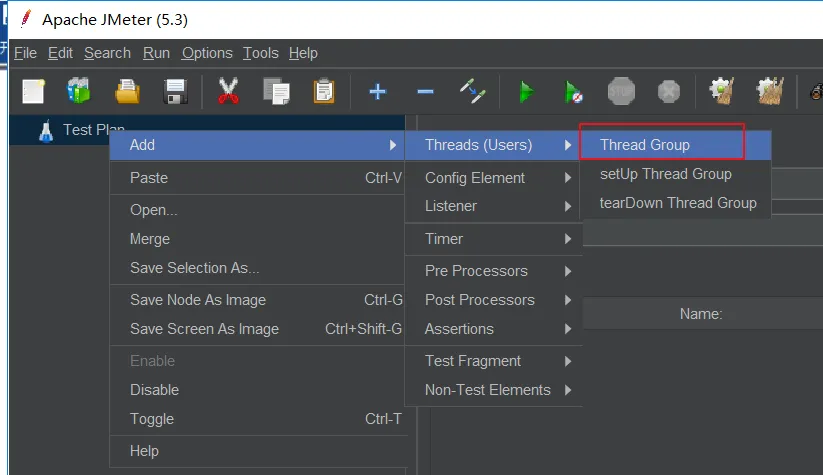 Apache JMeter (5.3)
File Edit Search Run Options Tools Help
STOP
Test Plan
Add
Paste Ctrl-V
Open...
Merge
Save Selection As...
Save Node As Image Ctrl-G
Save Screen As Image Ctrl+Shift-G
Enable
Disable
Toggle Ctrl-T
Help
Threads (Users)
Config Element
Listener
Timer
Pre Processors
Post Processors
Assertions
Test Fragment
Non-Test Elements
Thread Group
setUp Thread Group
tearDown Thread Group
Name: